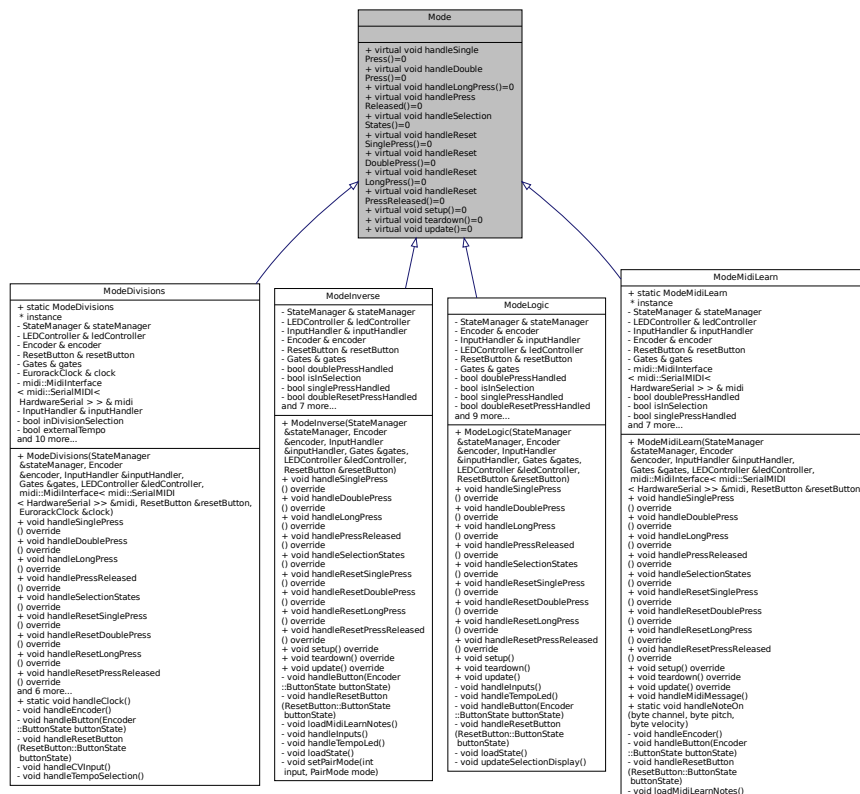 Mode
+ virtual void handleSingle
Press()=0
+ virtual void handleDouble
Press()=0
+ virtual void handleLongPress()=0
+ virtual void handlePress
Released()=0
+ virtual void handleSelection
States()=0
+ virtual void handleReset
SinglePress()=0
+ virtual void handleReset
DoublePress()=0
+ virtual void handleReset
LongPress()=0
+ virtual void handleReset
PressReleased()=0
+ virtual void setup()=0
+ virtual void teardown()=0
+ virtual void update()=0
ModeDivisions
+ static ModeDivisions
* instance
- StateManager & stateManager
- LEDController & ledController
- Encoder & encoder
- ResetButton & resetButton
- Gates & gates
- EurorackClock & clock
- midi::MidiInterface
< midi::SerialMIDI<
HardwareSerial > > & midi
- InputHandler & inputHandler
- bool inDivisionSelection
- bool externalTempo
and 10 more...
+ ModeDivisions(StateManager
&stateManager, Encoder
&encoder, InputHandler &inputHandler,
Gates &gates, LEDController &ledController,
midi::MidiInterface< midi::SerialMIDI
< HardwareSerial >> &midi, ResetButton &resetButton,
EurorackClock &clock)
+ void handleSinglePress
() override
+ void handleDoublePress
() override
+ void handleLongPress
() override
+ void handlePressReleased
() override
+ void handleSelectionStates
() override
+ void handleResetSinglePress
() override
+ void handleResetDoublePress
() override
+ void handleResetLongPress
() override
+ void handleResetPressReleased
() override
and 6 more...
+ static void handleClock()
- void handleEncoder()
- void handleButton(Encoder
::ButtonState buttonState)
- void handleResetButton
(ResetButton::ButtonState
buttonState)
- void handleCVInput()
- void handleTempoSelection()
ModeInverse
- StateManager & stateManager
- LEDController & ledController
- InputHandler & inputHandler
- Encoder & encoder
- ResetButton & resetButton
- Gates & gates
- bool doublePressHandled
- bool isInSelection
- bool singlePressHandled
- bool doubleResetPressHandled
and 7 more...
+ ModeInverse(StateManager
&stateManager, Encoder
&encoder, InputHandler
&inputHandler, Gates &gates,
LEDController &ledController,
ResetButton &resetButton)
+ void handleSinglePress
() override
+ void handleDoublePress
() override
+ void handleLongPress
() override
+ void handlePressReleased
() override
+ void handleSelectionStates
() override
+ void handleResetSinglePress
() override
+ void handleResetDoublePress
() override
+ void handleResetLongPress
() override
+ void handleResetPressReleased
() override
+ void setup() override
+ void teardown() override
+ void update() override
- void handleButton(Encoder
::ButtonState buttonState)
- void handleResetButton
(ResetButton::ButtonState
buttonState)
- void loadMidiLearnNotes()
- void handleInputs()
- void handleTempoLed()
- void loadState()
- void setPairMode(int
input, PairMode mode)
ModeLogic
- StateManager & stateManager
- Encoder & encoder
- InputHandler & inputHandler
- LEDController & ledController
- ResetButton & resetButton
- Gates & gates
- bool doublePressHandled
- bool isInSelection
- bool singlePressHandled
- bool doubleResetPressHandled
and 9 more...
+ ModeLogic(StateManager
&stateManager, Encoder
&encoder, InputHandler
&inputHandler, Gates &gates,
LEDController &ledController,
ResetButton &resetButton)
+ void handleSinglePress
() override
+ void handleDoublePress
() override
+ void handleLongPress
() override
+ void handlePressReleased
() override
+ void handleSelectionStates
() override
+ void handleResetSinglePress
() override
+ void handleResetDoublePress
() override
+ void handleResetLongPress
() override
+ void handleResetPressReleased
() override
+ void setup()
+ void teardown()
+ void update()
- void handleInputs()
- void handleTempoLed()
- void handleButton(Encoder
::ButtonState buttonState)
- void handleResetButton
(ResetButton::ButtonState
buttonState)
- void loadState()
- void updateSelectionDisplay()
ModeMidiLearn
+ static ModeMidiLearn
* instance
- StateManager & stateManager
- LEDController & ledController
- InputHandler & inputHandler
- Encoder & encoder
- ResetButton & resetButton
- Gates & gates
- midi::MidiInterface
< midi::SerialMIDI<
HardwareSerial > > & midi
- bool doublePressHandled
- bool isInSelection
- bool singlePressHandled
and 7 more...
+ ModeMidiLearn(StateManager
&stateManager, Encoder
&encoder, InputHandler &inputHandler,
Gates &gates, LEDController &ledController,
midi::MidiInterface< midi::SerialMIDI
< HardwareSerial >> &midi, ResetButton &resetButton)
+ void handleSinglePress
() override
+ void handleDoublePress
() override
+ void handleLongPress
() override
+ void handlePressReleased
() override
+ void handleSelectionStates
() override
+ void handleResetSinglePress
() override
+ void handleResetDoublePress
() override
+ void handleResetLongPress
() override
+ void handleResetPressReleased
() override
+ void setup() override
+ void teardown() override
+ void update() override
+ void handleMidiMessage()
+ static void handleNoteOn
(byte channel, byte pitch,
byte velocity)
- void handleEncoder()
- void handleButton(Encoder
::ButtonState buttonState)
- void handleResetButton
(ResetButton::ButtonState
buttonState)
- void loadMidiLearnNotes()